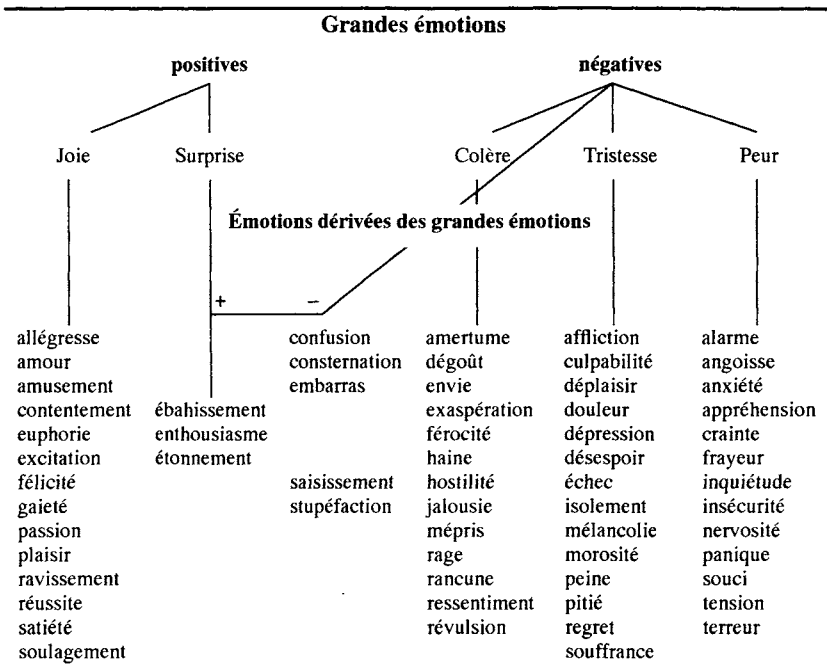 Grandes émotions
positives négatives
Joie Surprise Colère Tristesse Peur
Émotions dérivées des grandes émotions
+ −
allégresse confusion amertume affliction alarme
amour consternation dégoût culpabilité angoisse
amusement embarras envie déplaisir anxiété
contentement ébahissement exaspération douleur appréhension
euphorie enthousiasme férocité dépression crainte
excitation étonnement haine désespoir frayeur
félicité saisissement hostilité échec inquiétude
gaieté stupéfaction jalousie isolement insécurité
passion mépris mélancolie nervosité
plaisir rage morosité panique
ravissement rancune peine souci
réussite ressentiment pitié tension
satiété révulsion regret terreur
soulagement souffrance